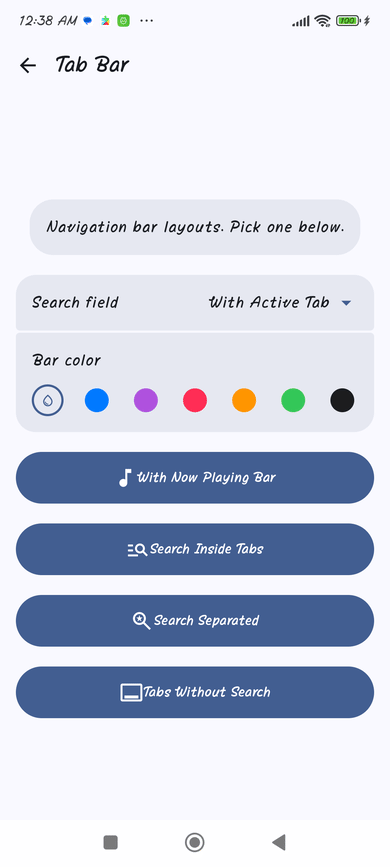 12:38 AM
100
Tab Bar
Navigation bar layouts. Pick one below.
Search field
With Active Tab
Bar color
With Now Playing Bar
Search Inside Tabs
Search Separated
Tabs Without Search